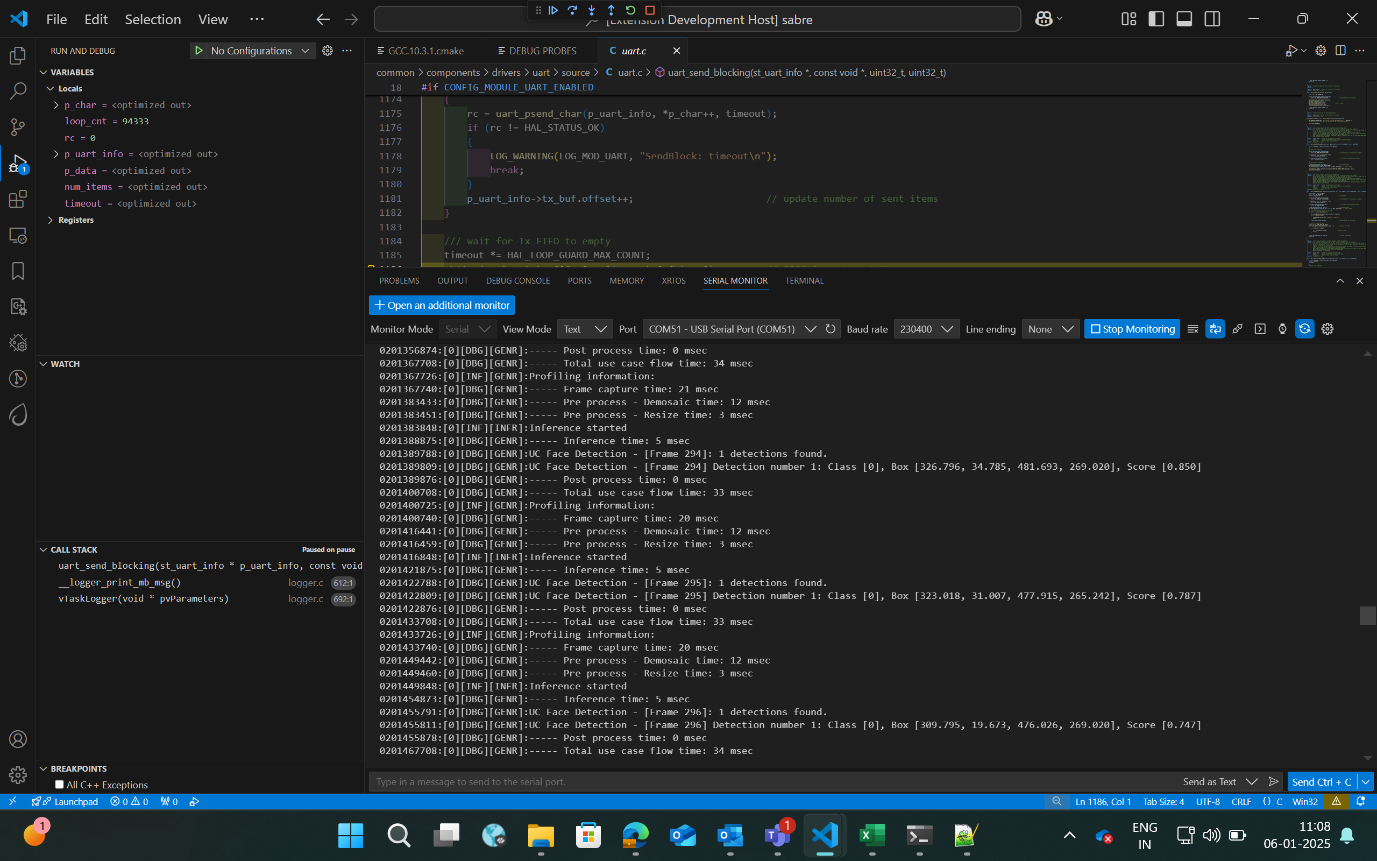 File Edit Selection View ··· [Extension Development Host] sabre
RUN AND DEBUG No Configurations
VARIABLES
Locals
p_char = <optimized out>
loop_cnt = 94333
rc = 0
p_uart_info = <optimized out>
p_data = <optimized out>
num_items = <optimized out>
timeout = <optimized out>
Registers
WATCH
CALL STACK Paused on pause
uart_send_blocking(st_uart_info * p_uart_info, const void
__logger_print_mb_msg() logger.c 612:1
vTaskLogger(void * pvParameters) logger.c 692:1
BREAKPOINTS
All C++ Exceptions
GCC.10.3.1.cmake DEBUG PROBES C uart.c
common > components > drivers > uart > source > C uart.c > uart_send_blocking(st_uart_info *, const void *, uint32_t, uint32_t)
18 #if CONFIG_MODULE_UART_ENABLED
1174 {
1175 rc = uart_psend_char(p_uart_info, *p_char++, timeout);
1176 if (rc != HAL_STATUS_OK)
1177 {
1178 LOG_WARNING(LOG_MOD_UART, "SendBlock: timeout\n");
1179 break;
1180 }
1181 p_uart_info->tx_buf.offset++; // update number of sent items
1182 }
1183
1184 /// wait for Tx FIFO to empty
1185 timeout *= HAL_LOOP_GUARD_MAX_COUNT;
PROBLEMS OUTPUT DEBUG CONSOLE PORTS MEMORY XRTOS SERIAL MONITOR TERMINAL
+ Open an additional monitor
Monitor Mode Serial View Mode Text Port COM51 - USB Serial Port (COM51) Baud rate 230400 Line ending None Stop Monitoring
0201356874:[0][DBG][GENR]:----- Post process time: 0 msec
0201367708:[0][DBG][GENR]:----- Total use case flow time: 34 msec
0201367726:[0][INF][GENR]:Profiling information:
0201367740:[0][DBG][GENR]:----- Frame capture time: 21 msec
0201383433:[0][DBG][GENR]:----- Pre process - Demosaic time: 12 msec
0201383451:[0][DBG][GENR]:----- Pre process - Resize time: 3 msec
0201383848:[0][INF][INFR]:Inference started
0201388875:[0][DBG][GENR]:----- Inference time: 5 msec
0201389788:[0][DBG][GENR]:UC Face Detection - [Frame 294]: 1 detections found.
0201389809:[0][DBG][GENR]:UC Face Detection - [Frame 294] Detection number 1: Class [0], Box [326.796, 34.785, 481.693, 269.020], Score [0.850]
0201389876:[0][DBG][GENR]:----- Post process time: 0 msec
0201400708:[0][DBG][GENR]:----- Total use case flow time: 33 msec
0201400725:[0][INF][GENR]:Profiling information:
0201400740:[0][DBG][GENR]:----- Frame capture time: 20 msec
0201416441:[0][DBG][GENR]:----- Pre process - Demosaic time: 12 msec
0201416459:[0][DBG][GENR]:----- Pre process - Resize time: 3 msec
0201416848:[0][INF][INFR]:Inference started
0201421875:[0][DBG][GENR]:----- Inference time: 5 msec
0201422788:[0][DBG][GENR]:UC Face Detection - [Frame 295]: 1 detections found.
0201422809:[0][DBG][GENR]:UC Face Detection - [Frame 295] Detection number 1: Class [0], Box [323.018, 31.007, 477.915, 265.242], Score [0.787]
0201422876:[0][DBG][GENR]:----- Post process time: 0 msec
0201433708:[0][DBG][GENR]:----- Total use case flow time: 33 msec
0201433726:[0][INF][GENR]:Profiling information:
0201433740:[0][DBG][GENR]:----- Frame capture time: 20 msec
0201449442:[0][DBG][GENR]:----- Pre process - Demosaic time: 12 msec
0201449460:[0][DBG][GENR]:----- Pre process - Resize time: 3 msec
0201449848:[0][INF][INFR]:Inference started
0201454873:[0][DBG][GENR]:----- Inference time: 5 msec
0201455791:[0][DBG][GENR]:UC Face Detection - [Frame 296]: 1 detections found.
0201455811:[0][DBG][GENR]:UC Face Detection - [Frame 296] Detection number 1: Class [0], Box [309.795, 19.673, 476.026, 269.020], Score [0.747]
0201455878:[0][DBG][GENR]:----- Post process time: 0 msec
0201467708:[0][DBG][GENR]:----- Total use case flow time: 34 msec
Type in a message to send to the serial port. Send as Text Send Ctrl + C
Launchpad 0 0 0 Ln 1186, Col 1 Tab Size: 4 UTF-8 CRLF {} C Win32
1 1 ENG
IN 11:08
06-01-2025